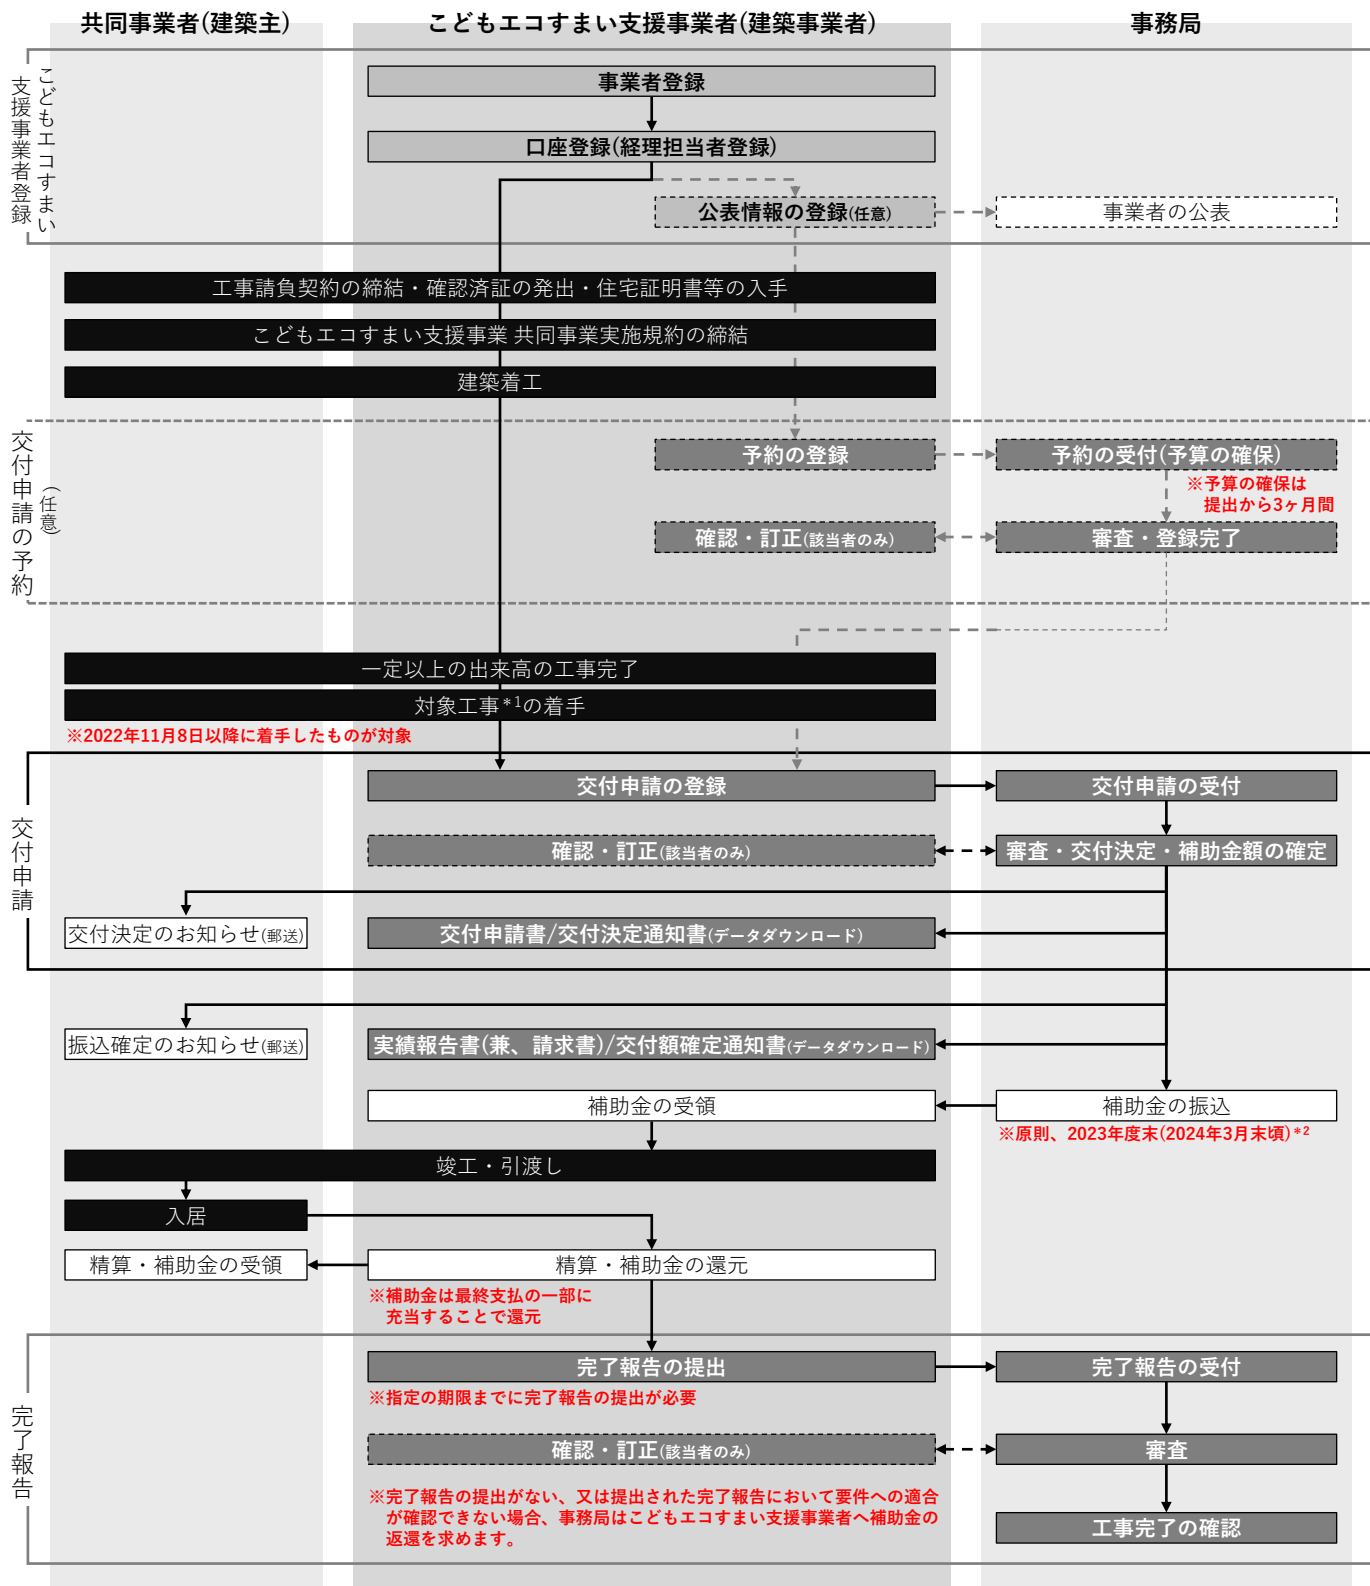 共同事業者(建築主)
こどもエコすまい支援事業者(建築事業者)
事務局
こどもエコすまい
支援事業者登録
事業者登録
口座登録(経理担当者登録)
公表情報の登録(任意)
事業者の公表
工事請負契約の締結・確認済証の発出・住宅証明書等の入手
こどもエコすまい支援事業 共同事業実施規約の締結
建築着工
交付申請の予約
(任意)
予約の登録
予約の受付(予算の確保)
※予算の確保は
提出から3ヶ月間
確認・訂正(該当者のみ)
審査・登録完了
一定以上の出来高の工事完了
対象工事*1の着手
※2022年11月8日以降に着手したものが対象
交付申請
交付申請の登録
交付申請の受付
確認・訂正(該当者のみ)
審査・交付決定・補助金額の確定
交付決定のお知らせ(郵送)
交付申請書/交付決定通知書(データダウンロード)
振込確定のお知らせ(郵送)
実績報告書(兼、請求書)/交付額確定通知書(データダウンロード)
補助金の受領
補助金の振込
※原則、2023年度末(2024年3月末頃)*2
竣工・引渡し
入居
精算・補助金の受領
精算・補助金の還元
※補助金は最終支払の一部に
充当することで還元
完了報告
完了報告の提出
完了報告の受付
※指定の期限までに完了報告の提出が必要
確認・訂正(該当者のみ)
審査
※完了報告の提出がない、又は提出された完了報告において要件への適合
が確認できない場合、事務局はこどもエコすまい支援事業者へ補助金の
返還を求めます。
工事完了の確認